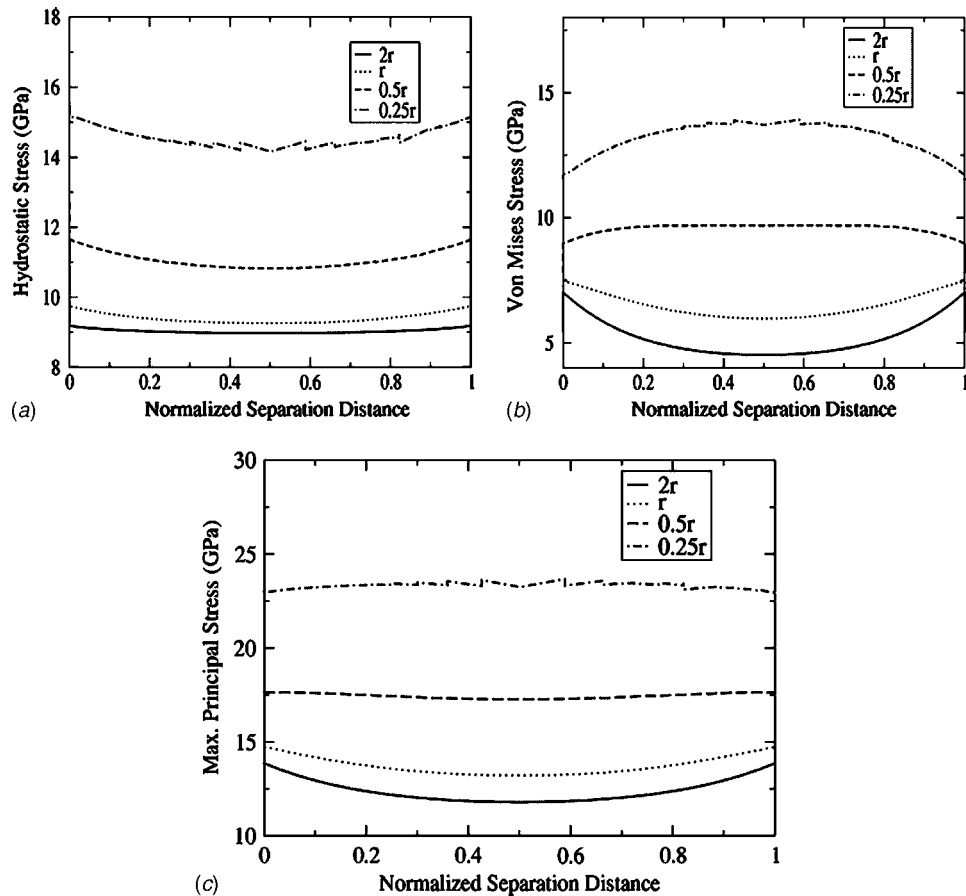 18
16
14
12
10
8
Hydrostatic Stress (GPa)
2r
r
0.5r
0.25r
0 0.2 0.4 0.6 0.8 1
Normalized Separation Distance
(a)
15
10
5
Von Mises Stress (GPa)
2r
r
0.5r
0.25r
0 0.2 0.4 0.6 0.8 1
Normalized Separation Distance
(b)
30
25
20
15
10
Max. Principal Stress (GPa)
2r
r
0.5r
0.25r
0 0.2 0.4 0.6 0.8 1
Normalized Separation Distance
(c)